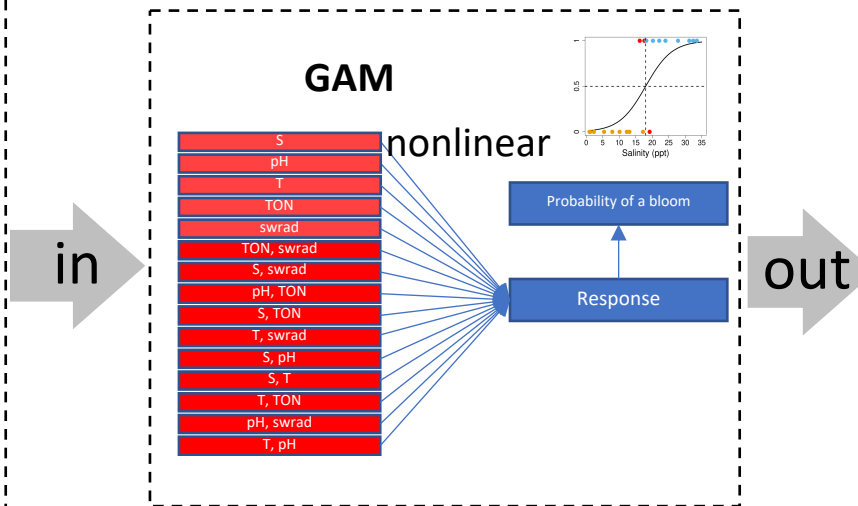 GAM
nonlinear
S
pH
T
TON
swrad
TON, swrad
S, swrad
pH, TON
S, TON
T, swrad
S, pH
S, T
T, TON
pH, swrad
T, pH
in
1
0.5
0
0 5 10 15 20 25 30 35
Salinity (ppt)
Probability of a bloom
Response
out